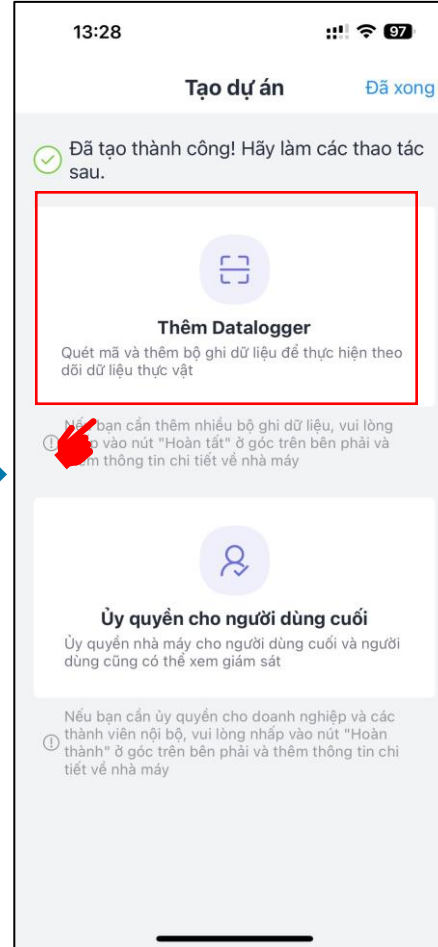 13:28
97
Tạo dự án
Đã xong
Đã tạo thành công! Hãy làm các thao tác
sau.
Thêm Datalogger
Quét mã và thêm bộ ghi dữ liệu để thực hiện theo
dõi dữ liệu thực vật
bạn cần thêm nhiều bộ ghi dữ liệu, vui lòng
vào nút "Hoàn tất" ở góc trên bên phải và
thông tin chi tiết về nhà máy
Ủy quyền cho người dùng cuối
Ủy quyền nhà máy cho người dùng cuối và người
dùng cũng có thể xem giám sát
Nếu bạn cần ủy quyền cho doanh nghiệp và các
thành viên nội bộ, vui lòng nhấp vào nút "Hoàn
thành" ở góc trên bên phải và thêm thông tin chi
tiết về nhà máy